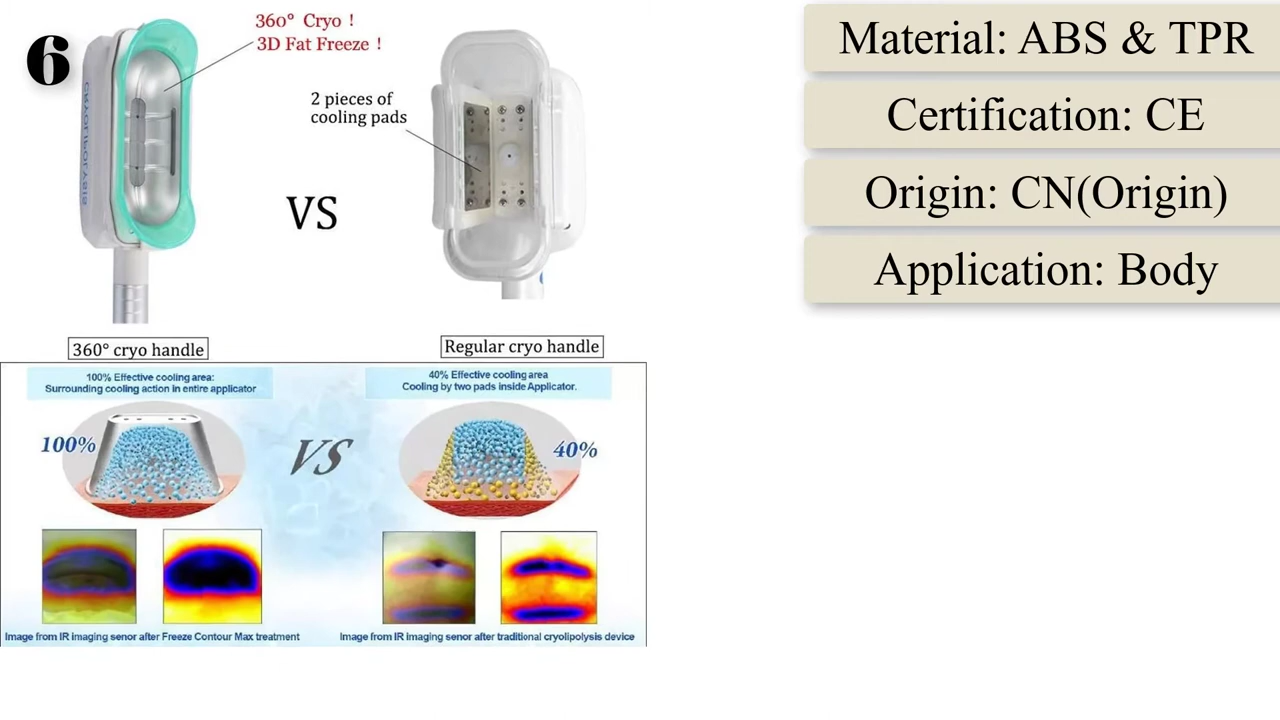 6
360° Cryo !
3D Fat Freeze !
2 pieces of
cooling pads
CRYOLIPOLYSIS
VS
360° cryo handle
Regular cryo handle
100% Effective cooling area:
Surrounding cooling action in entire applicator
40% Effective cooling area
Cooling by two pads inside Applicator.
100%
VS
40%
Image from IR imaging senor after Freeze Contour Max treatment
Image from IR imaging senor after traditional cryolipolysis device
Material: ABS & TPR
Certification: CE
Origin: CN(Origin)
Application: Body